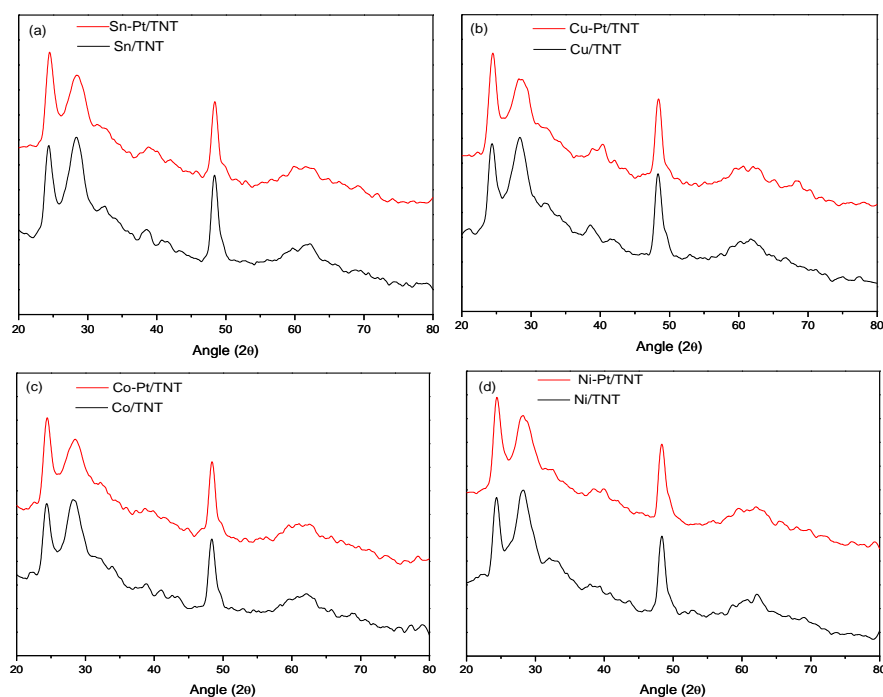 (a)
Sn-Pt/TNT
Sn/TNT
20 30 40 50 60 70 80
Angle (2θ)
(b)
Cu-Pt/TNT
Cu/TNT
20 30 40 50 60 70 80
Angle (2θ)
(c)
Co-Pt/TNT
Co/TNT
20 30 40 50 60 70 80
Angle (2θ)
(d)
Ni-Pt/TNT
Ni/TNT
20 30 40 50 60 70 80
Angle (2θ)